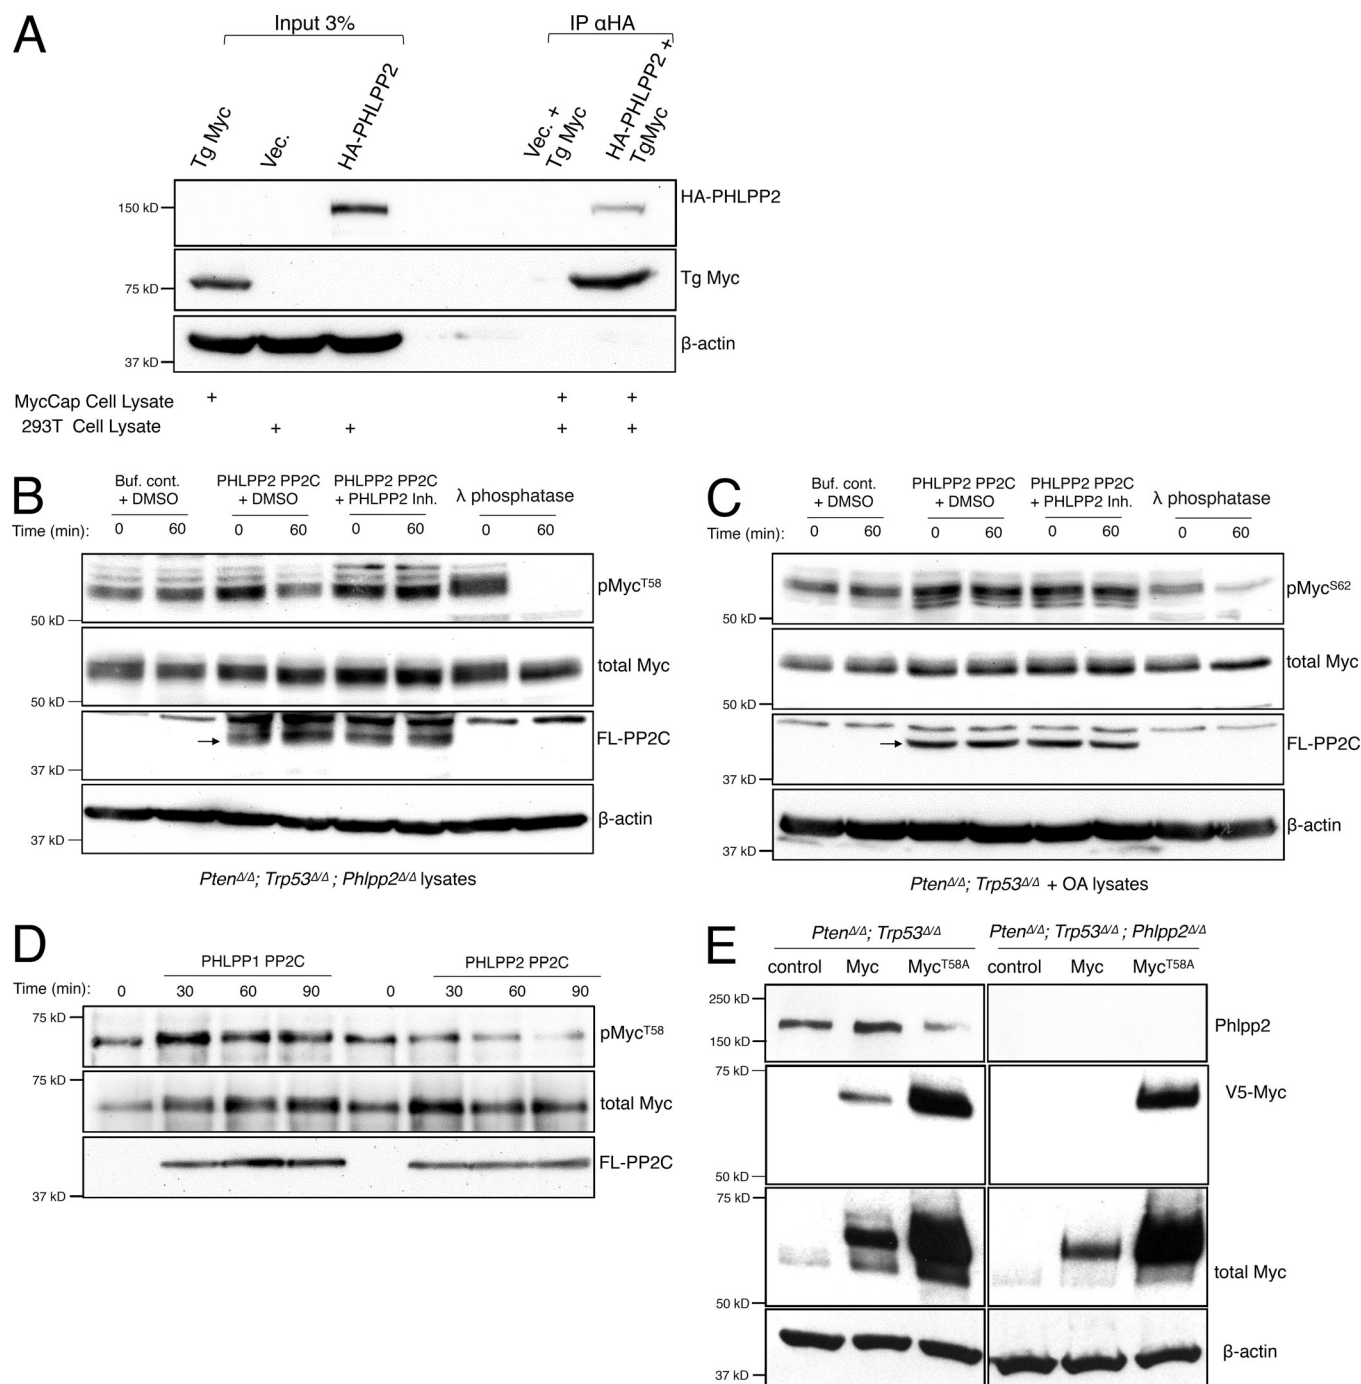 A
Input 3%
IP αHA
Tg Myc
Vec.
HA-PHLPP2
Vec. +
Tg Myc
HA-PHLPP2 +
TgMyc
150 kD
HA-PHLPP2
75 kD
Tg Myc
37 kD
β-actin
MycCap Cell Lysate + + +
293T Cell Lysate + + + +
B
Buf. cont.
+ DMSO
PHLPP2 PP2C
+ DMSO
PHLPP2 PP2C
+ PHLPP2 Inh.
λ phosphatase
Time (min): 0 60 0 60 0 60 0 60
pMycT58
50 kD
total Myc
50 kD
FL-PP2C
37 kD
β-actin
37 kD
PtenΔ/Δ; Trp53Δ/Δ ; Phlpp2Δ/Δ lysates
C
Buf. cont.
+ DMSO
PHLPP2 PP2C
+ DMSO
PHLPP2 PP2C
+ PHLPP2 Inh.
λ phosphatase
Time (min): 0 60 0 60 0 60 0 60
pMycS62
50 kD
total Myc
50 kD
FL-PP2C
37 kD
β-actin
37 kD
PtenΔ/Δ; Trp53Δ/Δ + OA lysates
D
PHLPP1 PP2C
PHLPP2 PP2C
Time (min): 0 30 60 90 0 30 60 90
75 kD
pMycT58
75 kD
total Myc
FL-PP2C
37 kD
E
PtenΔ/Δ; Trp53Δ/Δ
PtenΔ/Δ; Trp53Δ/Δ ; Phlpp2Δ/Δ
control Myc MycT58A control Myc MycT58A
250 kD
Phlpp2
150 kD
75 kD
V5-Myc
50 kD
75 kD
total Myc
50 kD
β-actin
37 kD